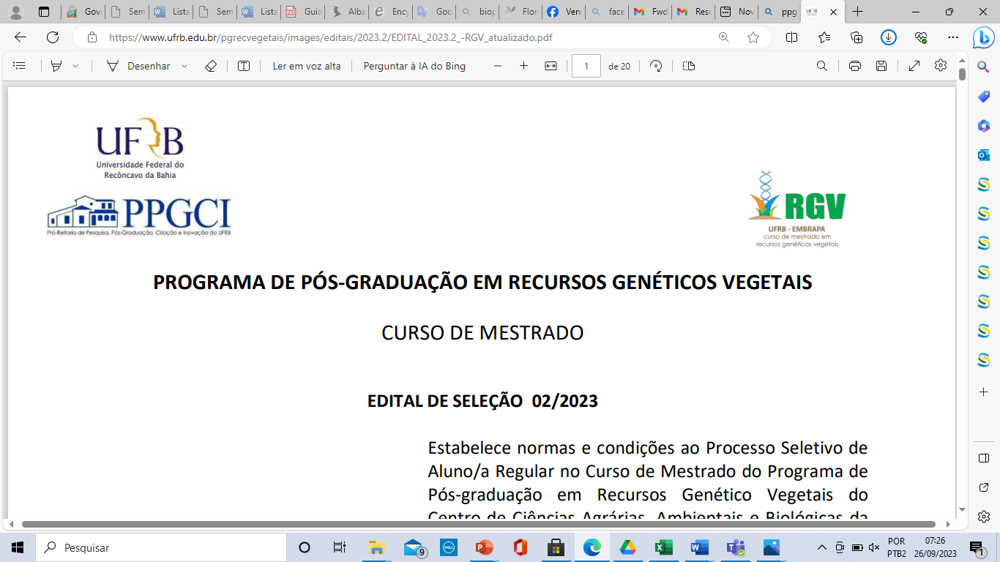 Gove
Sem
Lista
Sem
Lista
Guia
Alba
Ency
Goo
biop
Flor
Veni
face
Fwd
Resu
Nov
ppg
https://www.ufrb.edu.br/pgrecvegetais/images/editais/2023.2/EDITAL_2023.2_-RGV_atualizado.pdf
Desenhar
Ler em voz alta
Perguntar à IA do Bing
1 de 20
UFRB
Universidade Federal do
Recôncavo da Bahia
PPGCI
Pró-Reitoria de Pesquisa, Pós-Graduação, Criação e Inovação da UFRB
RGV
UFRB - EMBRAPA
curso de mestrado em
recursos genéticos vegetais
PROGRAMA DE PÓS-GRADUAÇÃO EM RECURSOS GENÉTICOS VEGETAIS
CURSO DE MESTRADO
EDITAL DE SELEÇÃO 02/2023
Estabelece normas e condições ao Processo Seletivo de
Aluno/a Regular no Curso de Mestrado do Programa de
Pós-graduação em Recursos Genético Vegetais do
Centro de Ciências Agrárias, Ambientais e Biológicas da
Pesquisar
DELL
9
POR
PTB2
07:26
26/09/2023
1